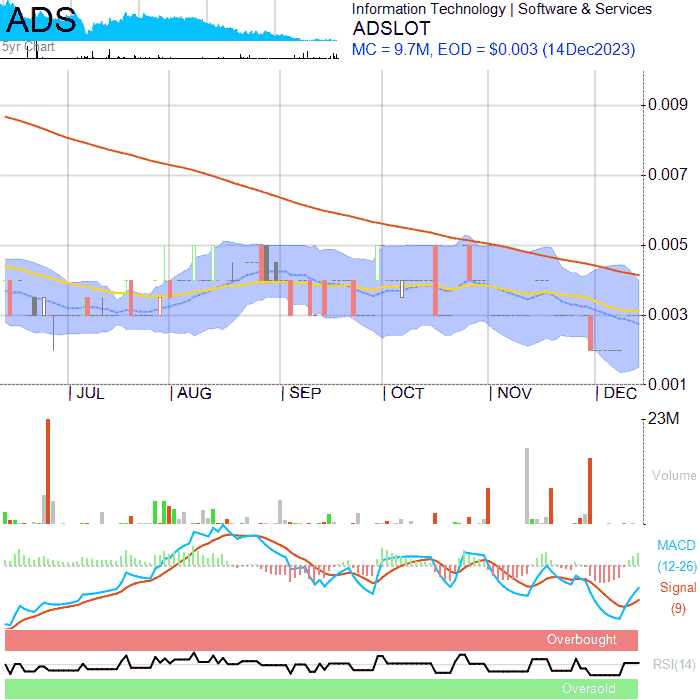 ADS
5yr Chart
Information Technology | Software & Services
ADSLOT
MC = 9.7M, EOD = $0.003 (14Dec2023)
0.009
0.007
0.005
0.003
0.001
JUL
AUG
SEP
OCT
NOV
DEC
23M
Volume
MACD
(12-26)
Signal
(9)
Overbought
RSI(14)
Oversold